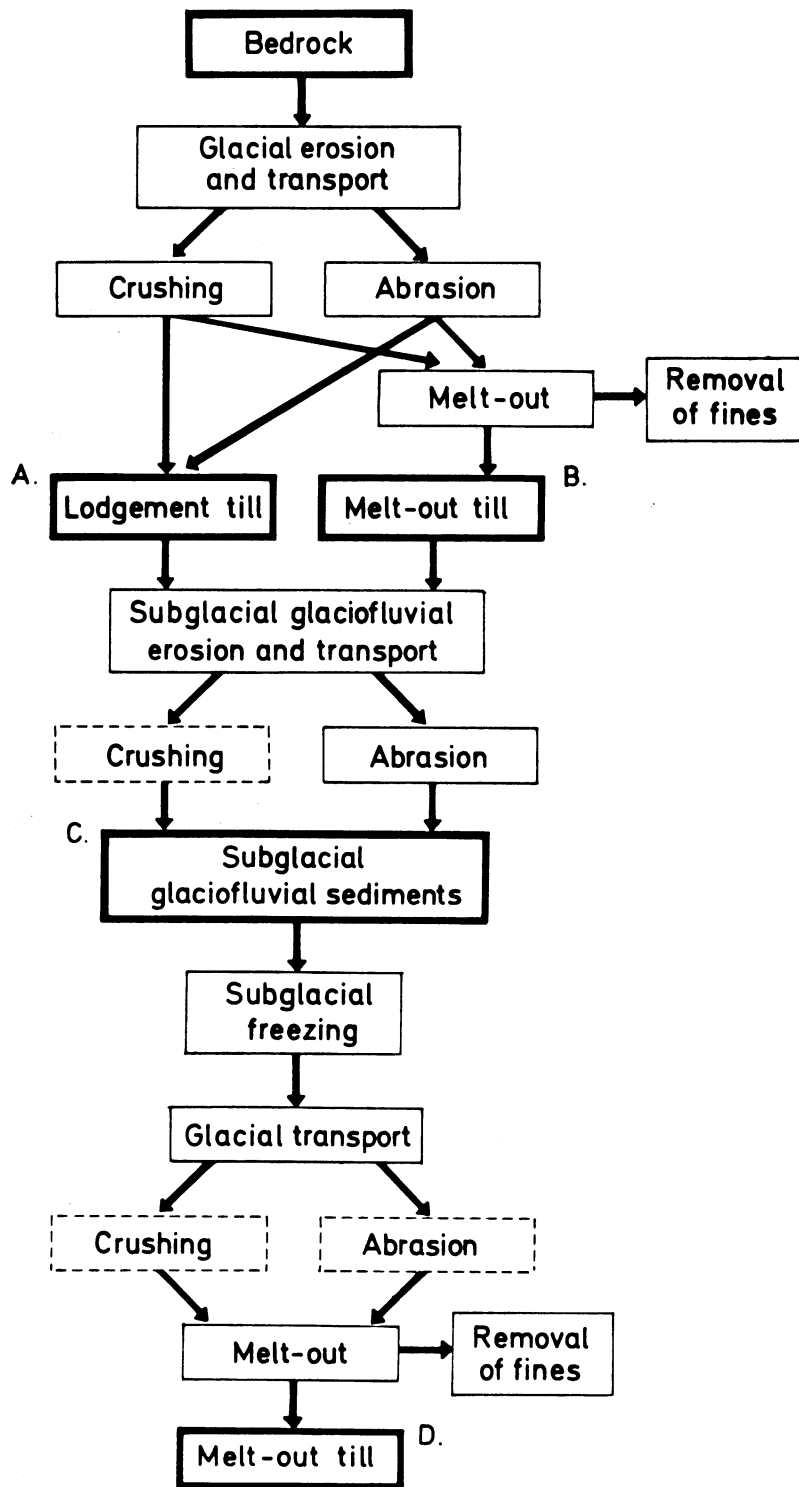 Bedrock
Glacial erosion
and transport
Crushing
Abrasion
Melt-out
Removal
of fines
A.
Lodgement till
Melt-out till
B.
Subglacial glaciofluvial
erosion and transport
Crushing
Abrasion
C.
Subglacial
glaciofluvial sediments
Subglacial
freezing
Glacial transport
Crushing
Abrasion
Melt-out
Removal
of fines
Melt-out till
D.